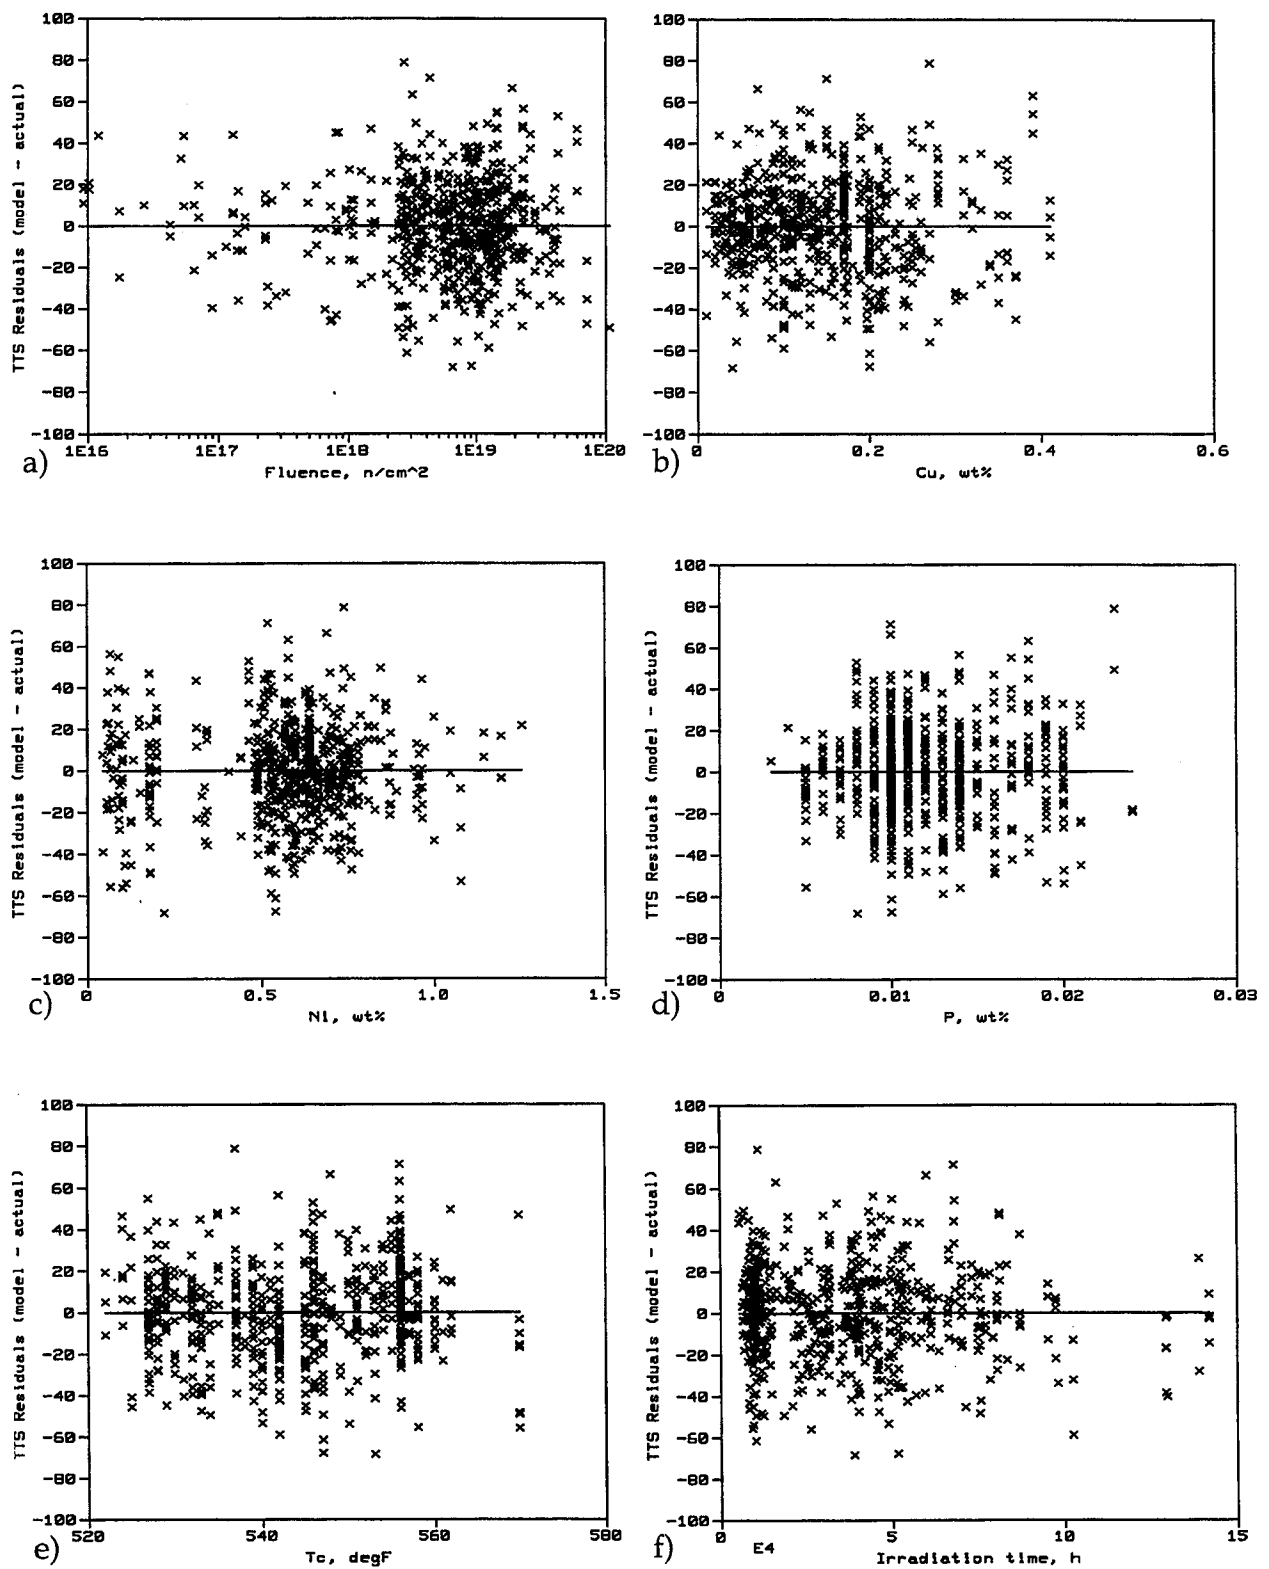 100
80
60
40
20
0
-20
-40
-60
-80
-100
TTS Residuals (model - actual)
1E16 1E17 1E18 1E19 1E20
Fluence, n/cm^2
a)
100
80
60
40
20
0
-20
-40
-60
-80
-100
0 0.2 0.4 0.6
Cu, wt%
b)
100
80
60
40
20
0
-20
-40
-60
-80
-100
TTS Residuals (model - actual)
0 0.5 1.0 1.5
Ni, wt%
c)
100
80
60
40
20
0
-20
-40
-60
-80
-100
TTS Residuals (model - actual)
0 0.01 0.02 0.03
P, wt%
d)
100
80
60
40
20
0
-20
-40
-60
-80
-100
TTS Residuals (model - actual)
520 540 560 580
Tc, degF
e)
100
80
60
40
20
0
-20
-40
-60
-80
-100
TTS Residuals (model - actual)
0 5 10 15
E4
Irradiation time, h
f)